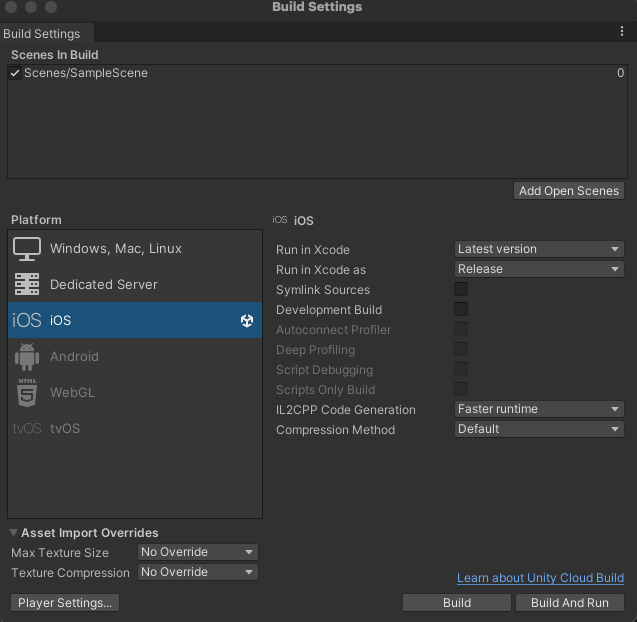 Build Settings
Build Settings
Scenes In Build
Scenes/SampleScene 0
Add Open Scenes
Platform
Windows, Mac, Linux
Dedicated Server
iOS iOS
Android
HTML 5 WebGL
tvOS tvOS
iOS iOS
Run in Xcode Latest version
Run in Xcode as Release
Symlink Sources
Development Build
Autoconnect Profiler
Deep Profiling
Script Debugging
Scripts Only Build
IL2CPP Code Generation Faster runtime
Compression Method Default
Asset Import Overrides
Max Texture Size No Override
Texture Compression No Override
Learn about Unity Cloud Build
Player Settings... Build Build And Run